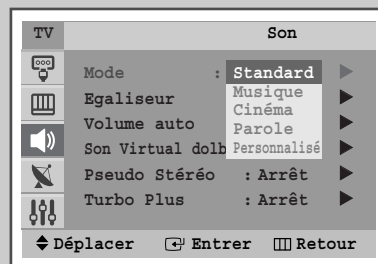 TV Son
Mode : Standard
Musique
Egaliseur
Cinéma
Volume auto
Parole
Son Virtual dolb
Personnalisé
Pseudo Stéréo : Arrêt
Turbo Plus : Arrêt
Déplacer Entrer Retour